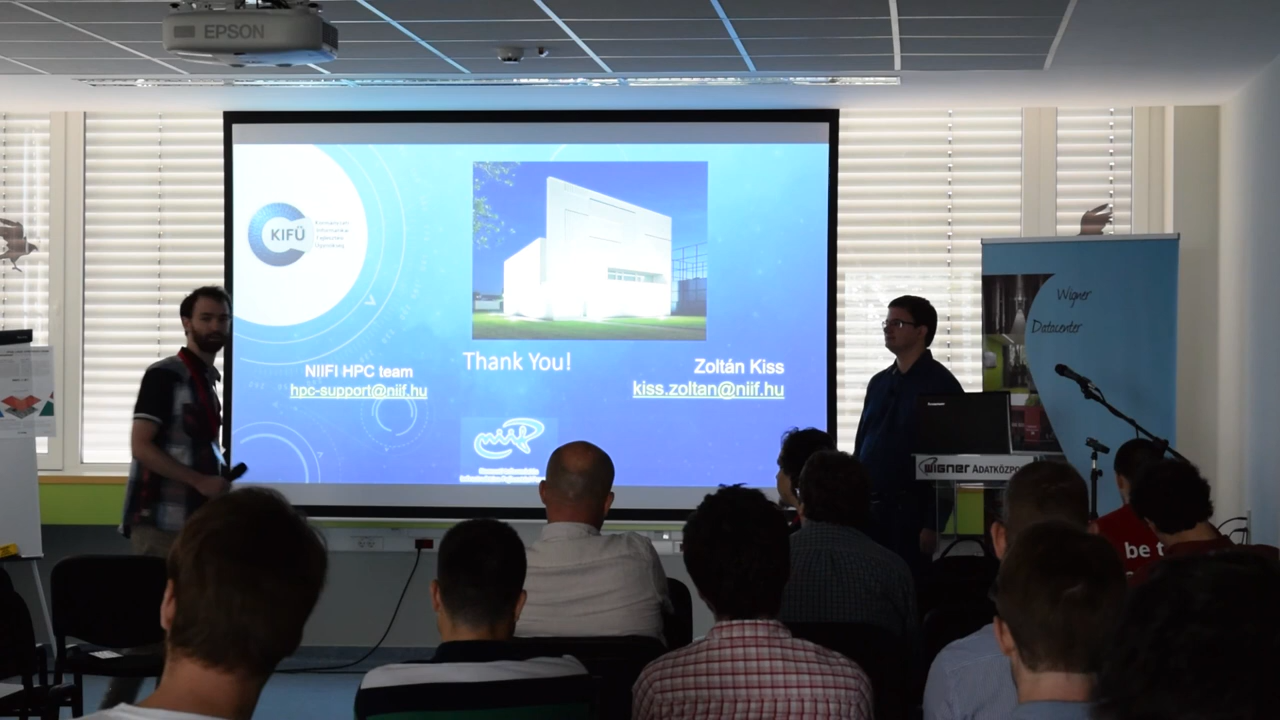 EPSON
KIFÜ
Thank You!
NIIFI HPC team
hpc-support@niif.hu
Zoltán Kiss
kiss.zoltan@niif.hu
niif
Wigner
Datacenter
wigner ADATKÖZPO
be t